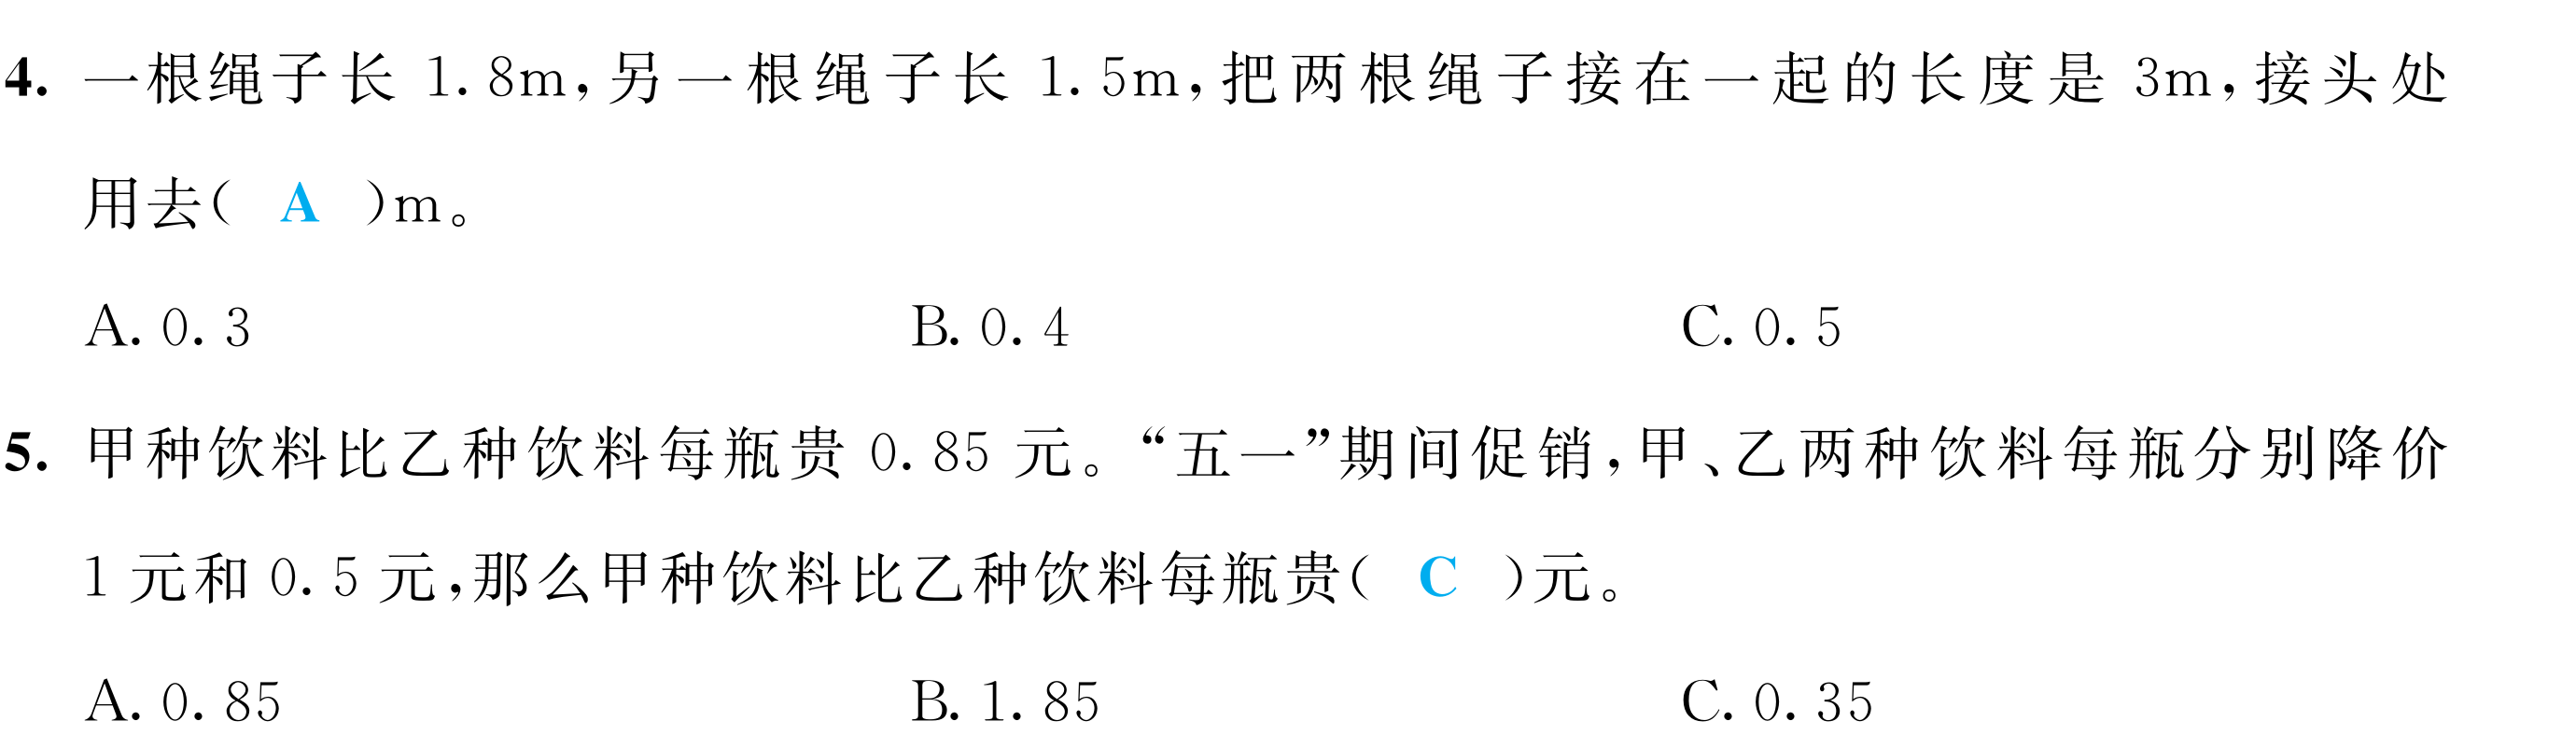 4. 一根绳子长 1.8m,另一根绳子长 1.5m,把两根绳子接在一起的长度是 3m,接头处
用去( A )m。
A. 0.3 B. 0.4 C. 0.5
5. 甲种饮料比乙种饮料每瓶贵 0.85 元。“五一”期间促销,甲、乙两种饮料每瓶分别降价
1 元和 0.5 元,那么甲种饮料比乙种饮料每瓶贵( C )元。
A. 0.85 B. 1.85 C. 0.35